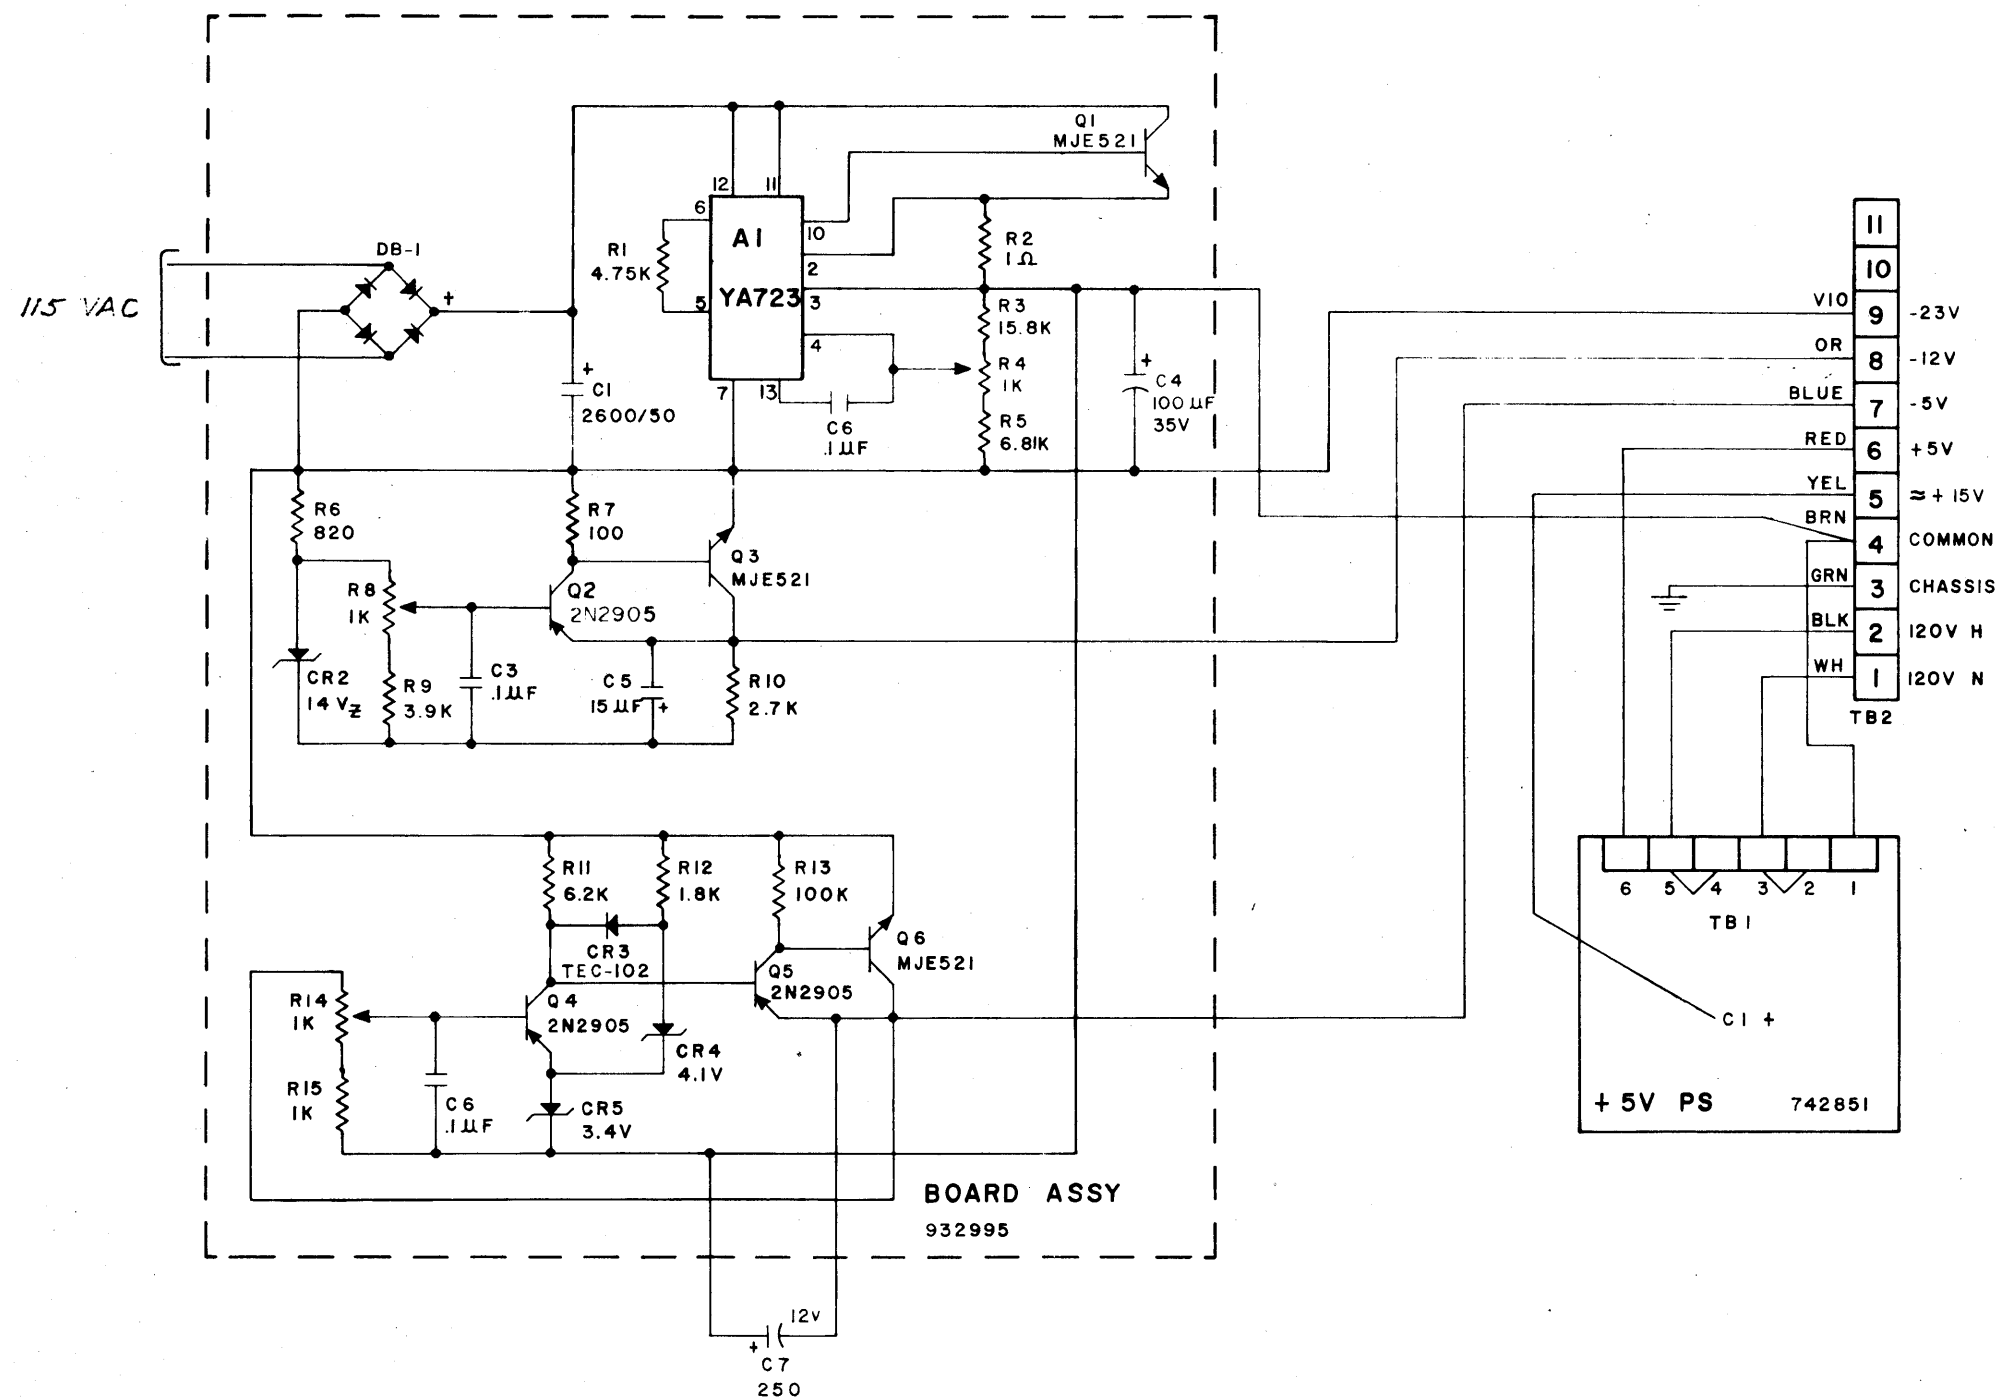 115 VAC
DB-1
+
Q1
MJE521
12
11
6
10
2
3
4
5
7
13
A1
YA723
R1
4.75K
R2
1Ω
R3
15.8K
R4
1K
R5
6.81K
+
C1
2600/50
C6
.1µF
+
C4
100µF
35V
R6
820
R7
100
Q3
MJE521
R8
1K
Q2
2N2905
CR2
14 VZ
R9
3.9K
C3
.1µF
C5
15µF +
R10
2.7K
R11
6.2K
R12
1.8K
R13
100K
CR3
TEC-102
Q6
MJE521
Q5
2N2905
R14
1K
Q4
2N2905
CR4
4.1V
R15
1K
C6
.1µF
CR5
3.4V
BOARD ASSY
932995
12V
+
C7
250
11
10
VIO 9 -23V
OR 8 -12V
BLUE 7 -5V
RED 6 +5V
YEL 5 ≈+15V
BRN 4 COMMON
GRN 3 CHASSIS
BLK 2 120V H
WH 1 120V N
TB2
6 5 4 3 2 1
TB1
C1 +
+5V PS 742851